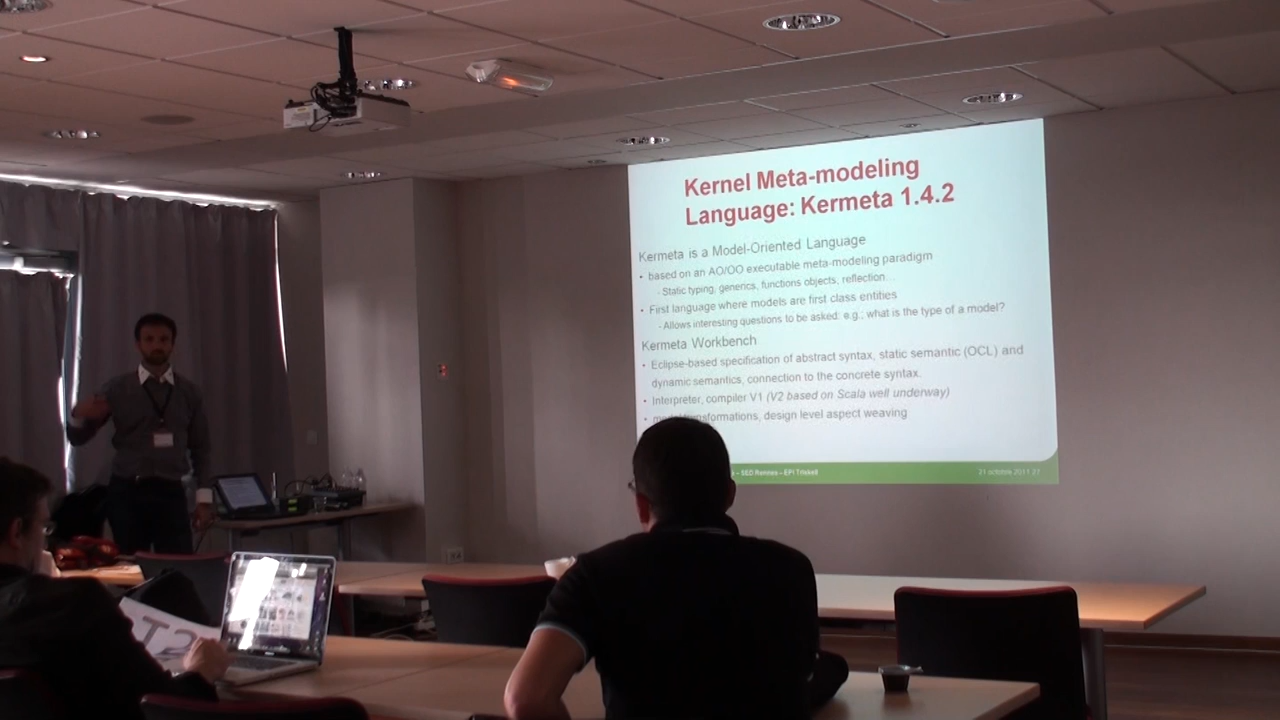 Kernel Meta-modeling
Language: Kermeta 1.4.2
Kermeta is a Model-Oriented Language
• based on an AO/OO executable meta-modeling paradigm
- Static typing, generics, functions objects, reflection...
• First language where models are first class entities
- Allows interesting questions to be asked. e.g.; what is the type of a model?
Kermeta Workbench
• Eclipse-based specification of abstract syntax, static semantic (OCL) and
dynamic semantics, connection to the concrete syntax.
• Interpreter, compiler V1 (V2 based on Scala well underway)
• model transformations, design level aspect weaving
– SED Rennes – EPI Triskell
21 octobre 2011